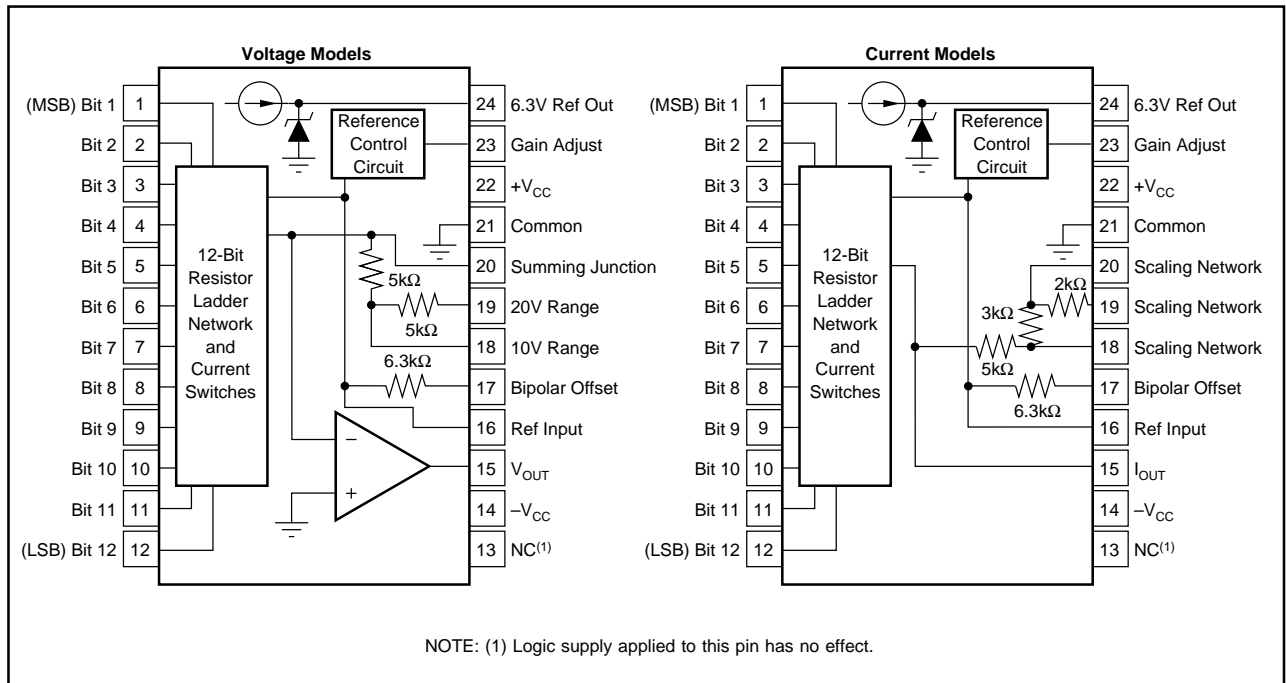 Voltage Models
(MSB) Bit 1 1
Bit 2 2
Bit 3 3
Bit 4 4
Bit 5 5
Bit 6 6
Bit 7 7
Bit 8 8
Bit 9 9
Bit 10 10
Bit 11 11
(LSB) Bit 12 12
12-Bit
Resistor
Ladder
Network
and
Current
Switches
Reference
Control
Circuit
5kΩ
5kΩ
6.3kΩ
–
+
24 6.3V Ref Out
23 Gain Adjust
22 +VCC
21 Common
20 Summing Junction
19 20V Range
18 10V Range
17 Bipolar Offset
16 Ref Input
15 VOUT
14 –VCC
13 NC(1)
Current Models
(MSB) Bit 1 1
Bit 2 2
Bit 3 3
Bit 4 4
Bit 5 5
Bit 6 6
Bit 7 7
Bit 8 8
Bit 9 9
Bit 10 10
Bit 11 11
(LSB) Bit 12 12
12-Bit
Resistor
Ladder
Network
and
Current
Switches
Reference
Control
Circuit
2kΩ
3kΩ
5kΩ
6.3kΩ
24 6.3V Ref Out
23 Gain Adjust
22 +VCC
21 Common
20 Scaling Network
19 Scaling Network
18 Scaling Network
17 Bipolar Offset
16 Ref Input
15 IOUT
14 –VCC
13 NC(1)
NOTE: (1) Logic supply applied to this pin has no effect.